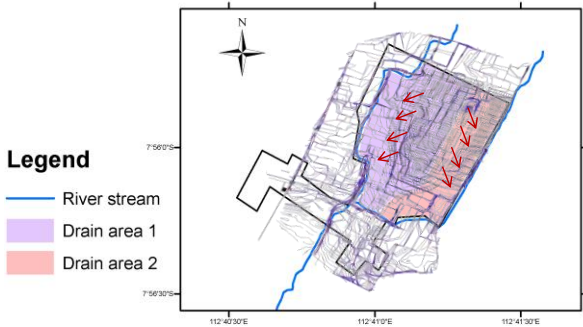 N
7°56'0"S
Legend
River stream
Drain area 1
Drain area 2
7°56'30"S
112°40'30"E
112°41'0"E
112°41'30"E